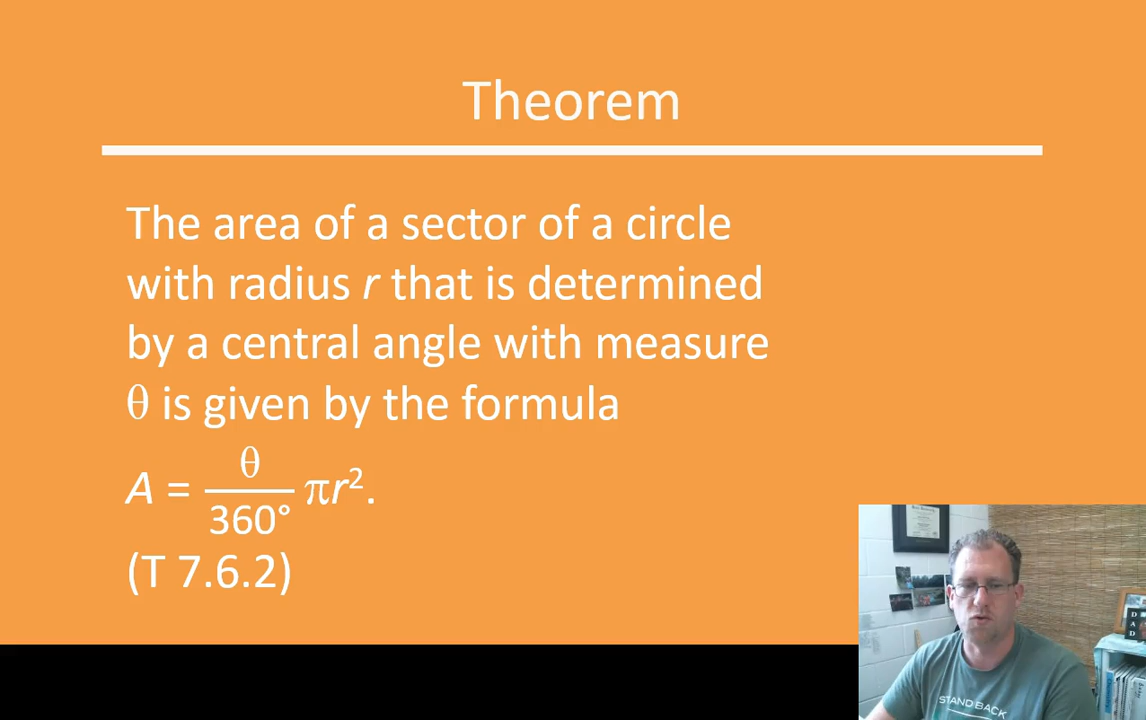 Theorem
The area of a sector of a circle
with radius r that is determined
by a central angle with measure
θ is given by the formula
A = θ/360° πr².
(T 7.6.2)
DAD
STAND BACK